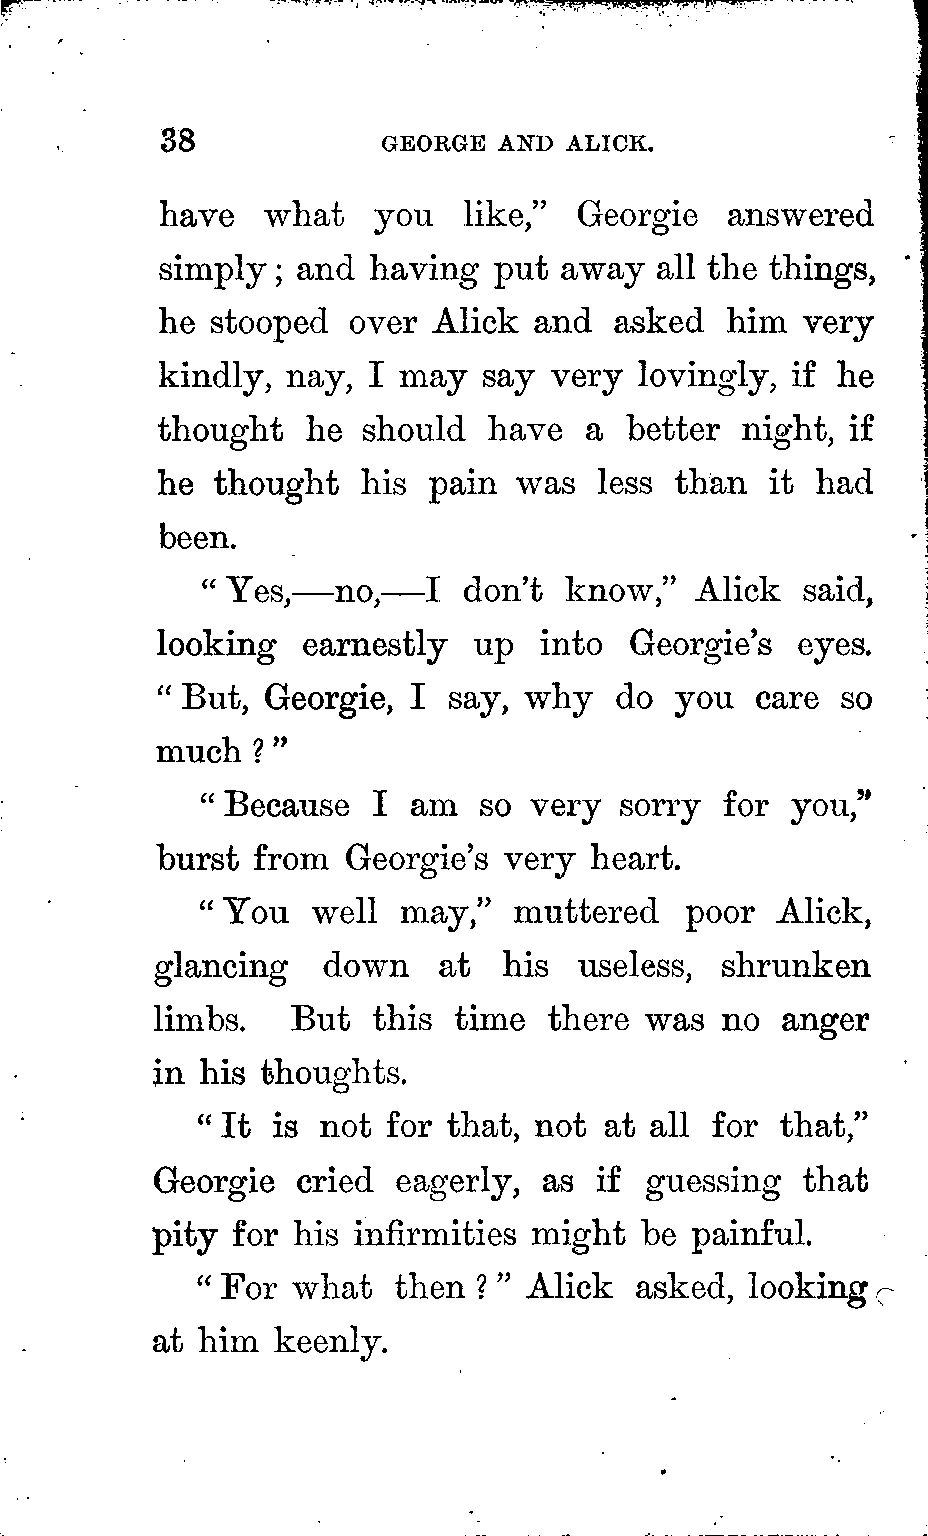 38 GEORGE AND ALICK.
have what you like,” Georgie answered
simply; and having put away all the things,
he stooped over Alick and asked him very
kindly, nay, I may say very lovingly, if he
thought he should have a better night, if
he thought his pain was less than it had
been.
“Yes,—no,—I don’t know,” Alick said,
looking earnestly up into Georgie’s eyes.
“But, Georgie, I say, why do you care so
much?”
“Because I am so very sorry for you,”
burst from Georgie’s very heart.
“You well may,” muttered poor Alick,
glancing down at his useless, shrunken
limbs. But this time there was no anger
in his thoughts.
“It is not for that, not at all for that,”
Georgie cried eagerly, as if guessing that
pity for his infirmities might be painful.
“For what then?” Alick asked, looking
at him keenly.